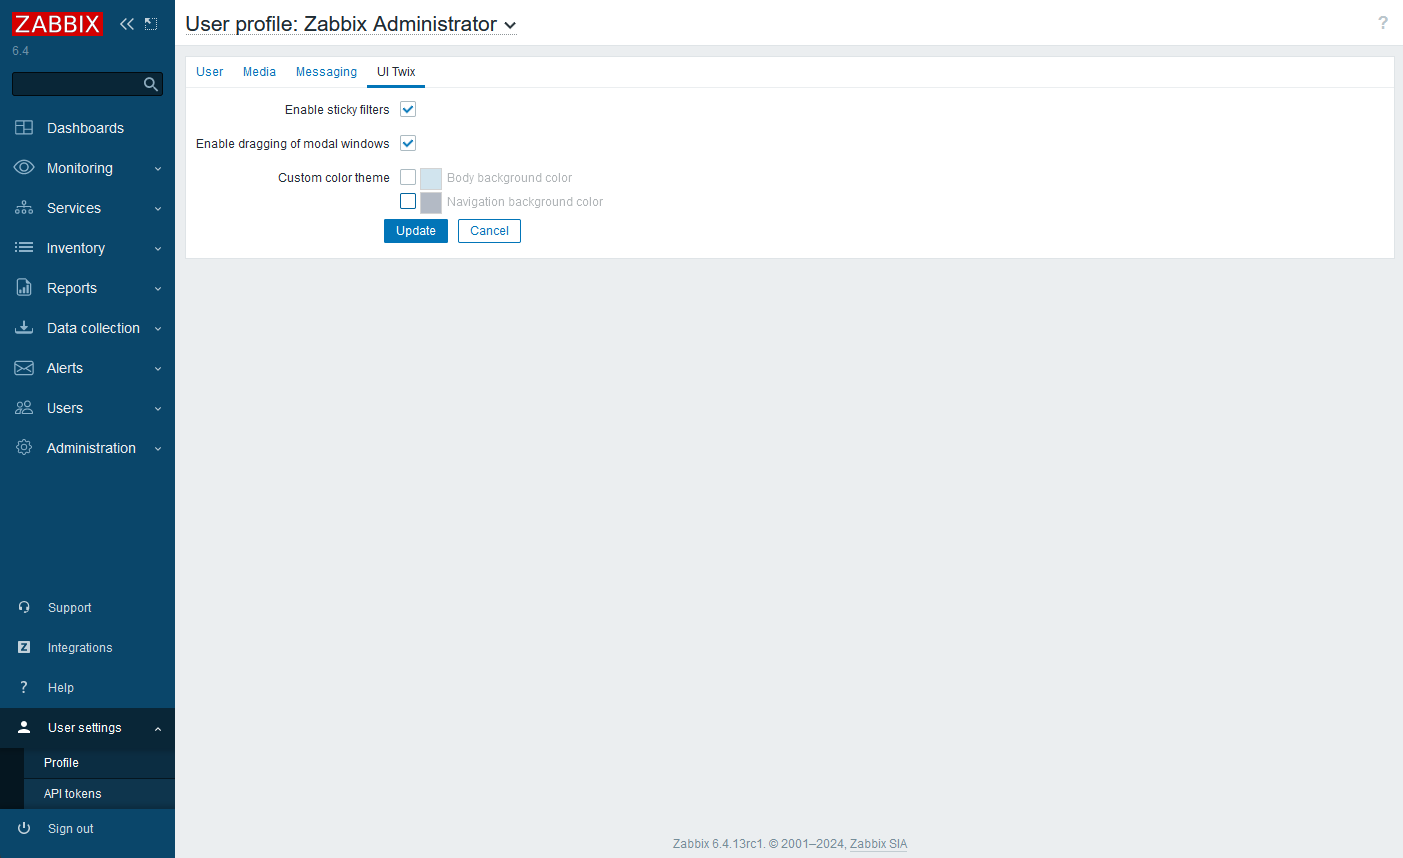 ZABBIX
6.4
Dashboards
Monitoring
Services
Inventory
Reports
Data collection
Alerts
Users
Administration
Support
Z Integrations
? Help
User settings
Profile
API tokens
Sign out
User profile: Zabbix Administrator
?
User Media Messaging UI Twix
Enable sticky filters
Enable dragging of modal windows
Custom color theme Body background color
Navigation background color
Update Cancel
Zabbix 6.4.13rc1. © 2001–2024, Zabbix SIA